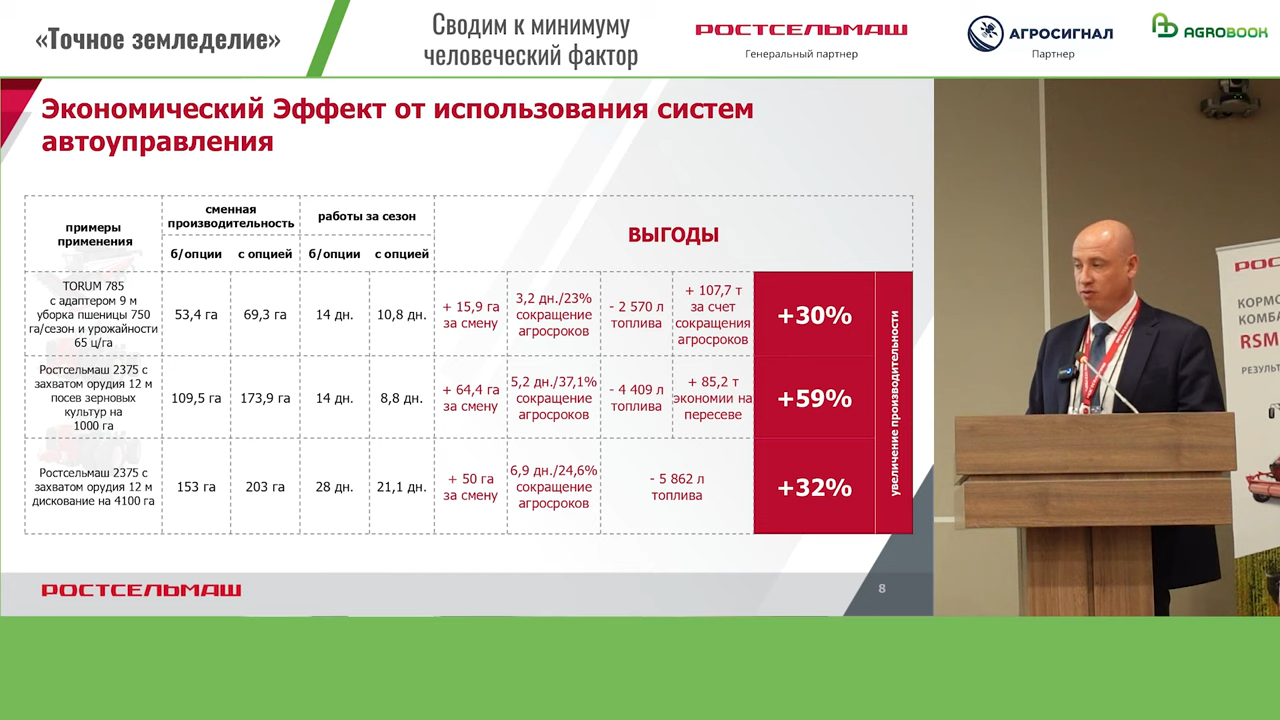 «Точное земледелие»
Сводим к минимуму
человеческий фактор
РОСТСЕЛЬМАШ
Генеральный партнер
АГРОСИГНАЛ
Партнер
AGROBOOK
Экономический Эффект от использования систем
автоуправления
примеры
применения
сменная
производительность
работы за сезон
ВЫГОДЫ
б/опции
с опцией
б/опции
с опцией
TORUM 785
с адаптером 9 м
уборка пшеницы 750
га/сезон и урожайности
65 ц/га
53,4 га
69,3 га
14 дн.
10,8 дн.
+ 15,9 га
за смену
3,2 дн./23%
сокращение
агросроков
- 2 570 л
топлива
+ 107,7 т
за счет
сокращения
агросроков
+30%
Ростсельмаш 2375 с
захватом орудия 12 м
посев зерновых
культур на
1000 га
109,5 га
173,9 га
14 дн.
8,8 дн.
+ 64,4 га
за смену
5,2 дн./37,1%
сокращение
агросроков
- 4 409 л
топлива
+ 85,2 т
экономии на
пересеве
+59%
Ростсельмаш 2375 с
захватом орудия 12 м
дискование на 4100 га
153 га
203 га
28 дн.
21,1 дн.
+ 50 га
за смену
6,9 дн./24,6%
сокращение
агросроков
- 5 862 л
топлива
+32%
увеличение производительности
РОСТСЕЛЬМАШ
8
РОСТ
КОРМО
КОМБА
RSM
РЕЗУЛЬТ